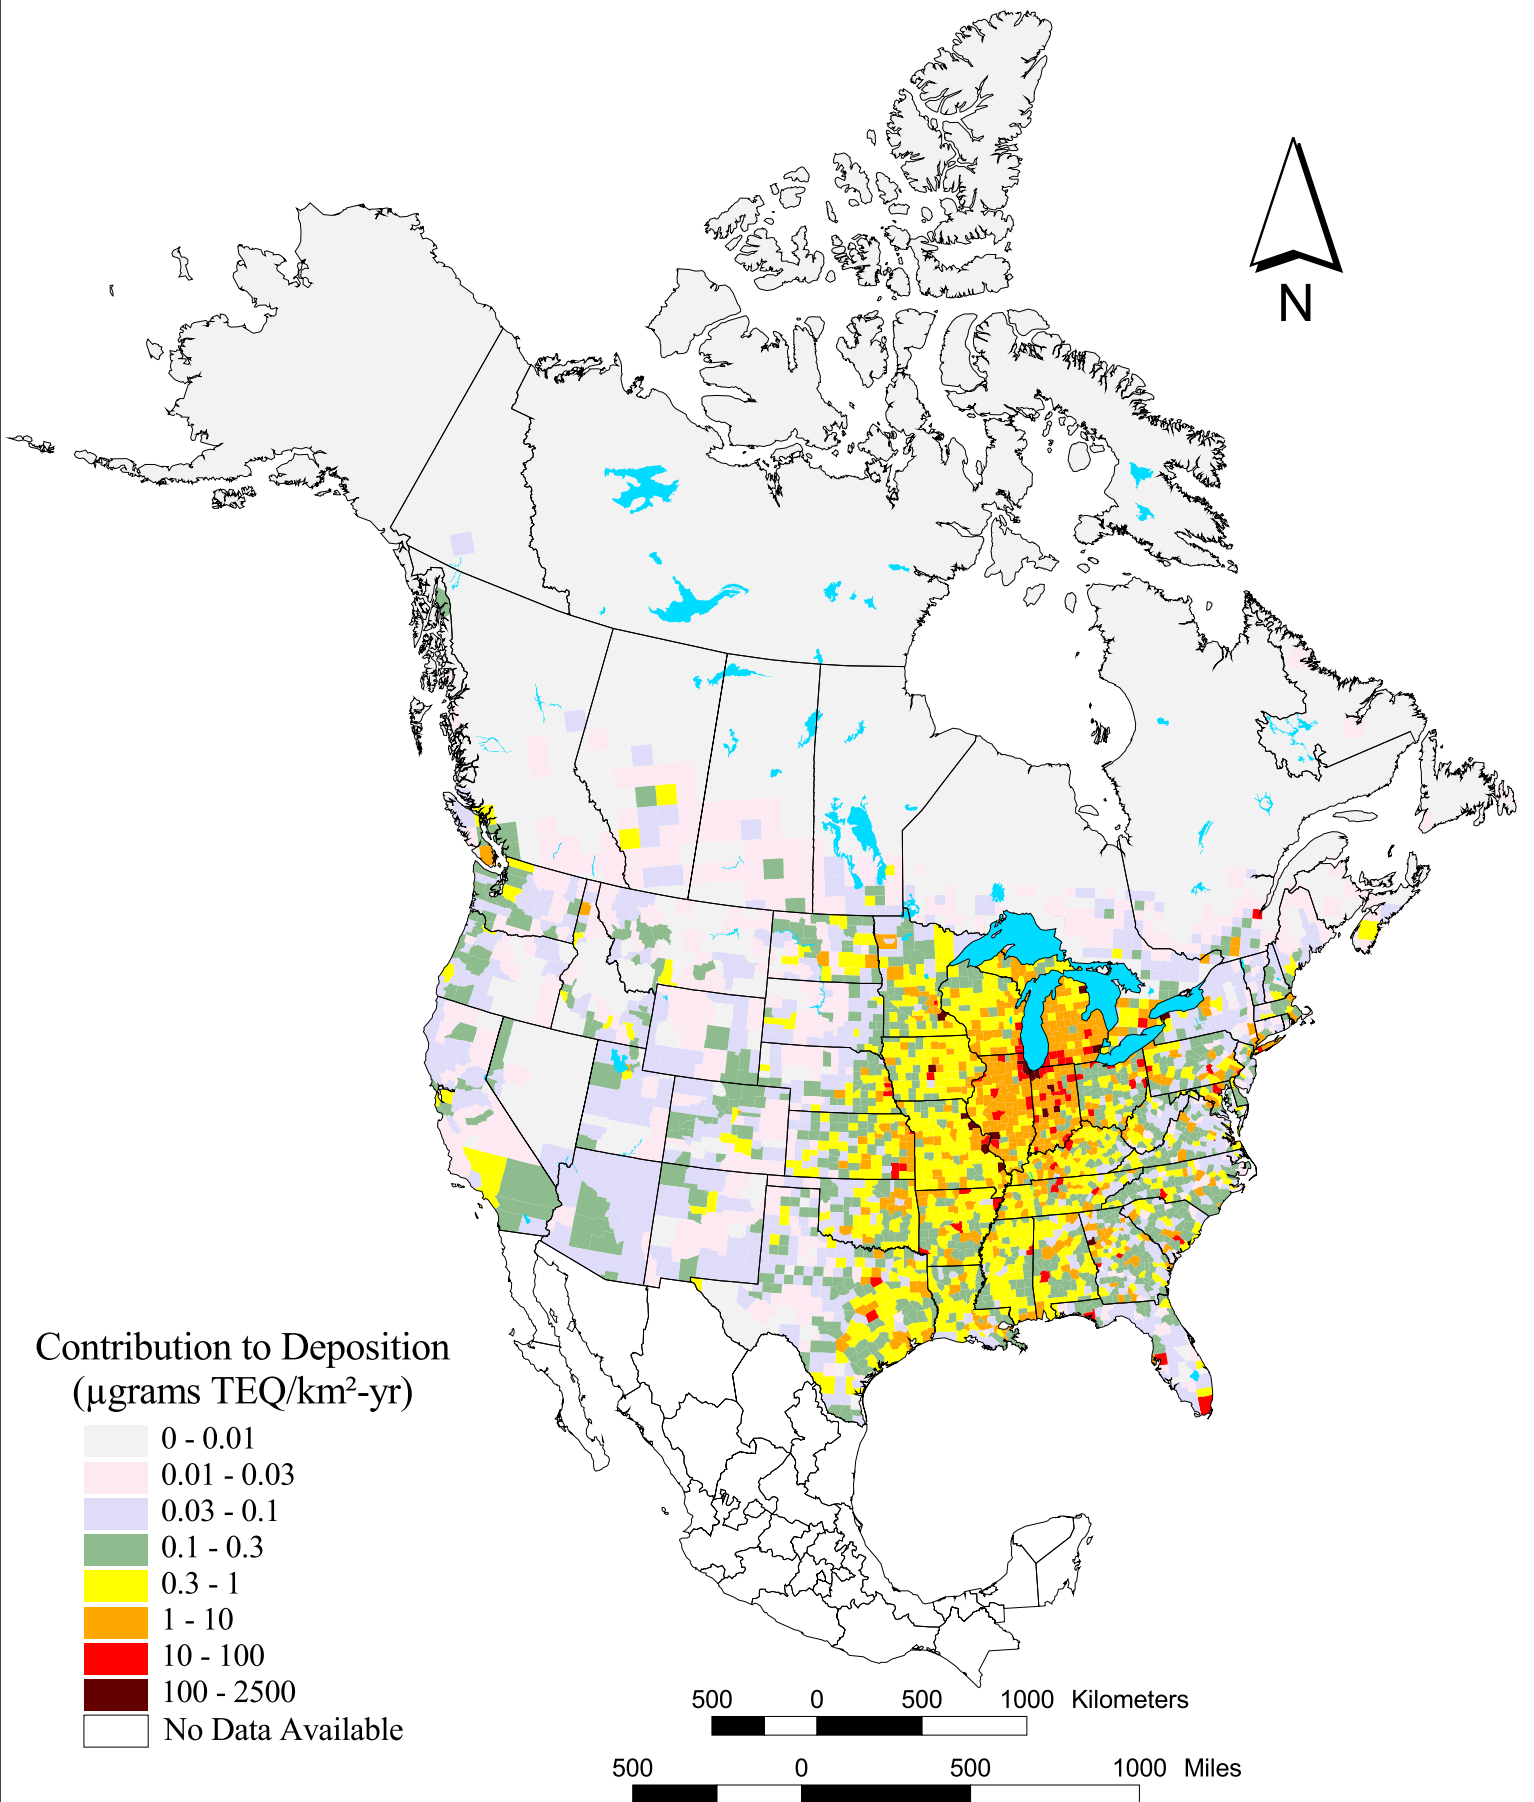 N
Contribution to Deposition
(µgrams TEQ/km²-yr)
0 - 0.01
0.01 - 0.03
0.03 - 0.1
0.1 - 0.3
0.3 - 1
1 - 10
10 - 100
100 - 2500
No Data Available
500 0 500 1000 Kilometers
500 0 500 1000 Miles